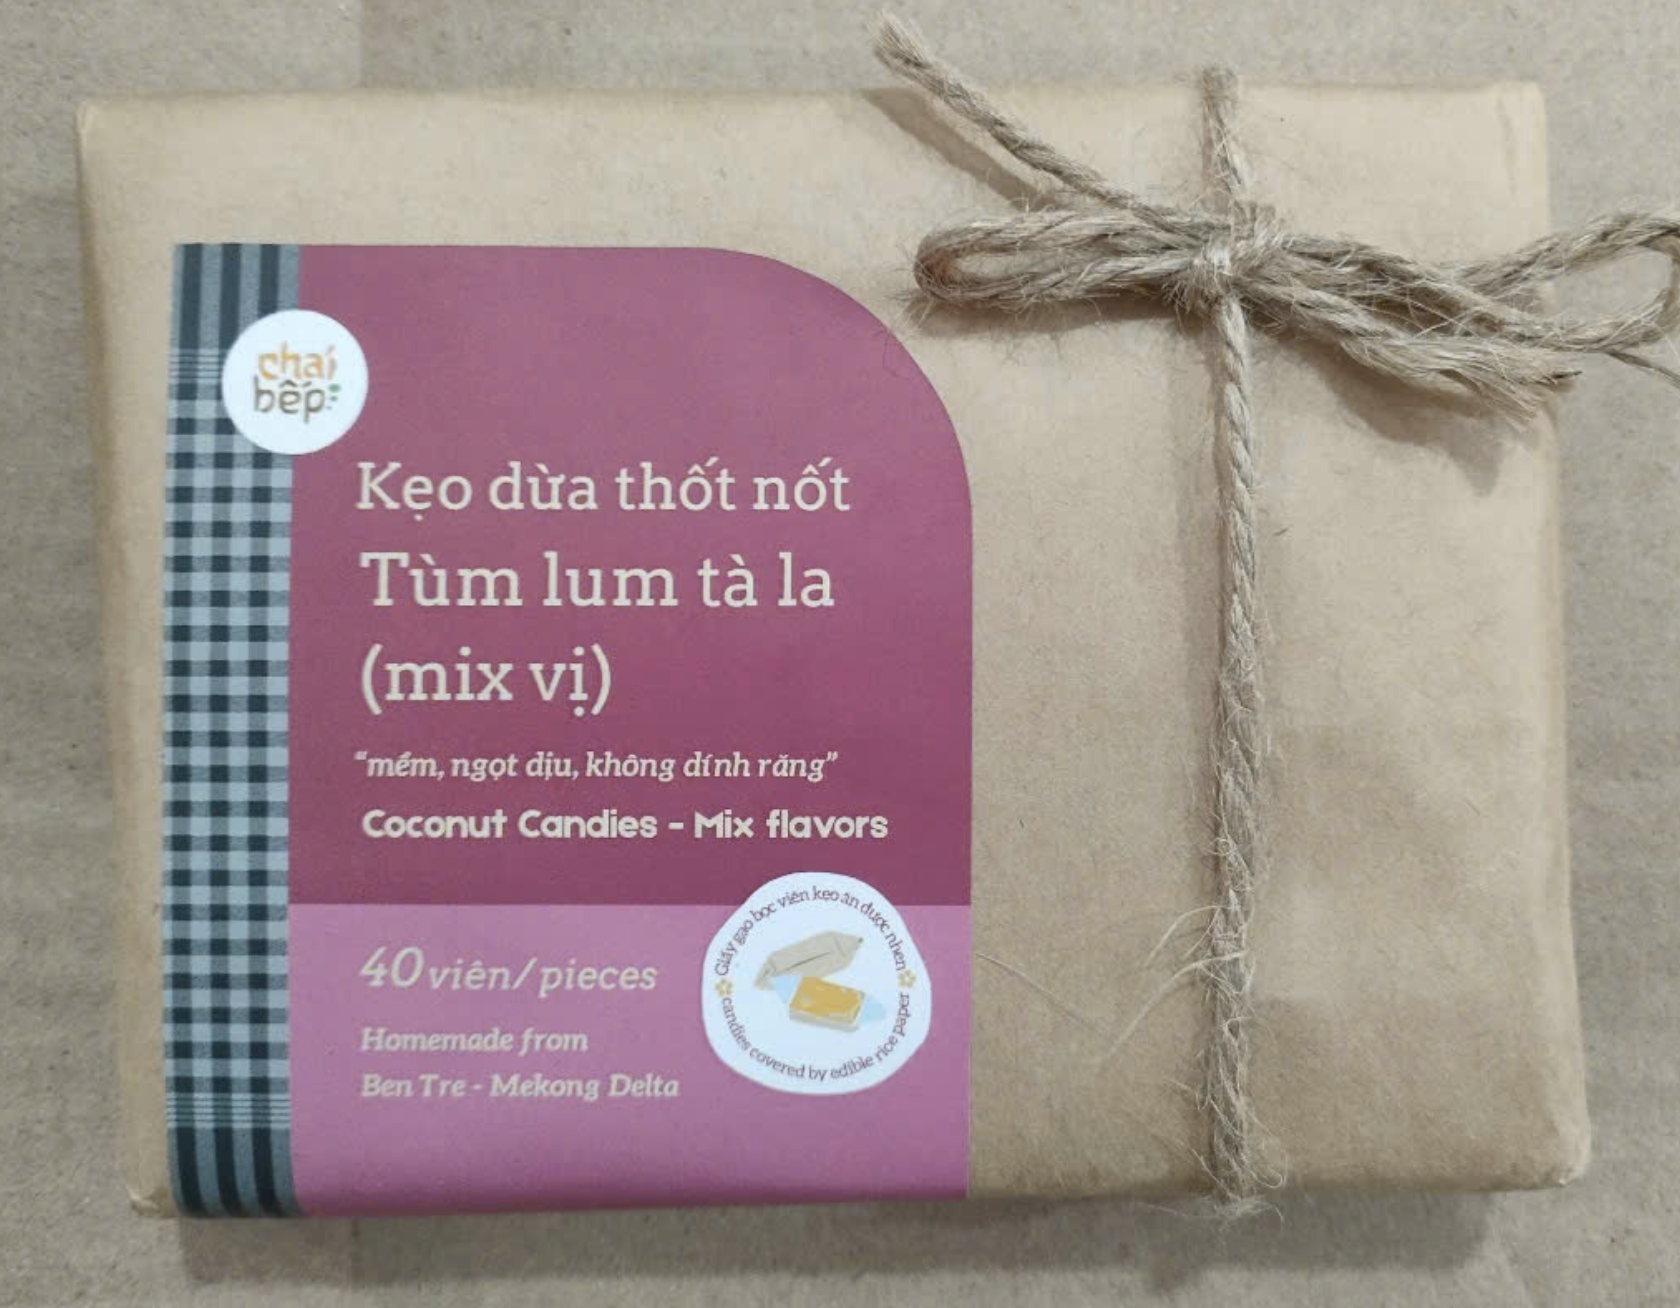 chai
bếp
Kẹo dừa thốt nốt
Tùm lum tà la
(mix vị)
“mềm, ngọt dịu, không dính răng”
Coconut Candies - Mix flavors
40 viên/pieces
Homemade from
Ben Tre - Mekong Delta
Giấy gạo bọc viên kẹo ăn được nhen
candies covered by edible rice paper